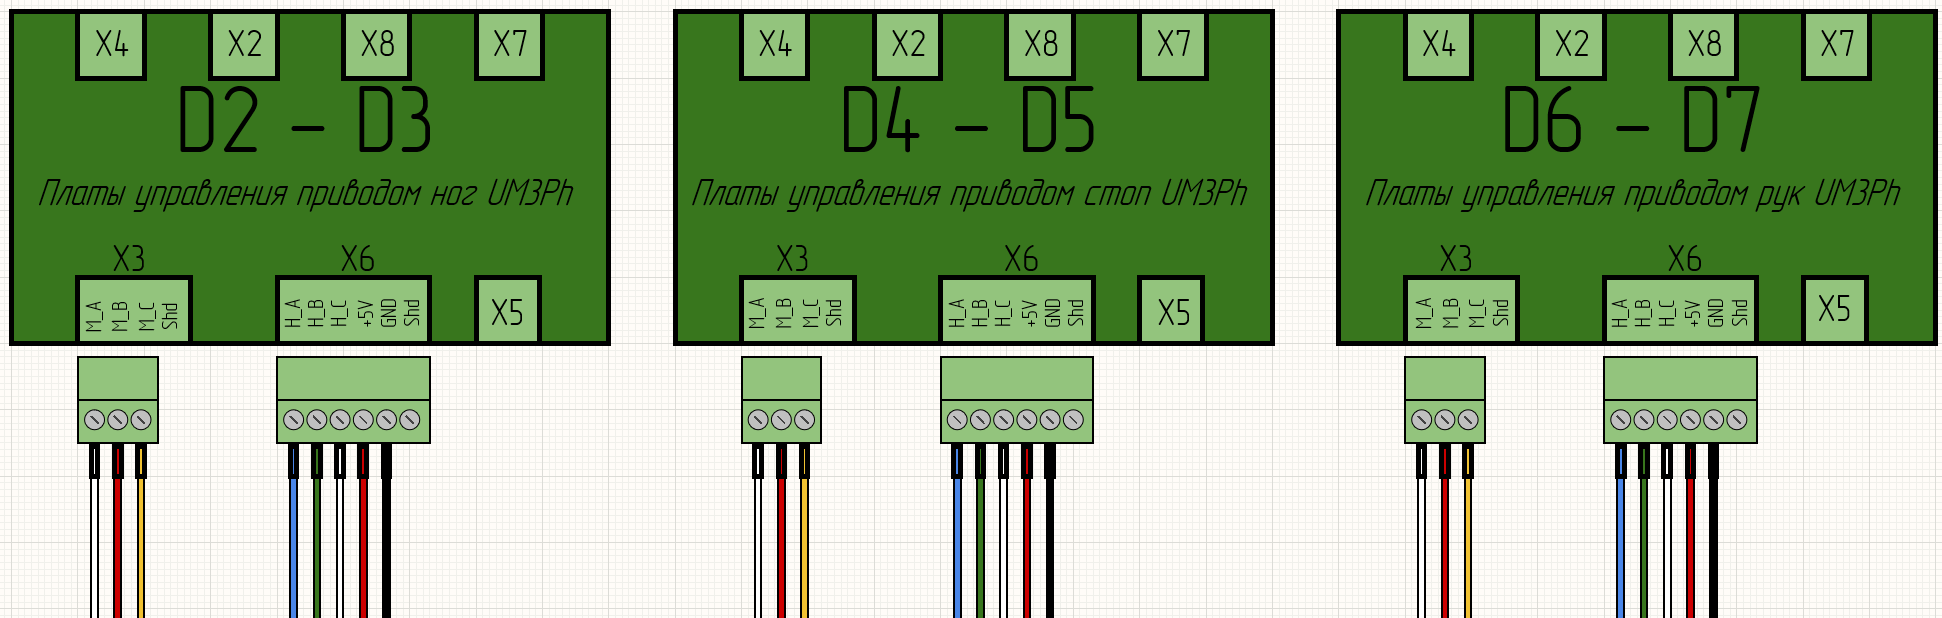 X4 X2 X8 X7
D2 – D3
Платы управления приводом ног UM3Ph
X3 X6
M_A M_B M_C Shd H_A H_B H_C +5V GND Shd X5
X4 X2 X8 X7
D4 – D5
Платы управления приводом стоп UM3Ph
X3 X6
M_A M_B M_C Shd H_A H_B H_C +5V GND Shd X5
X4 X2 X8 X7
D6 – D7
Платы управления приводом рук UM3Ph
X3 X6
M_A M_B M_C Shd H_A H_B H_C +5V GND Shd X5